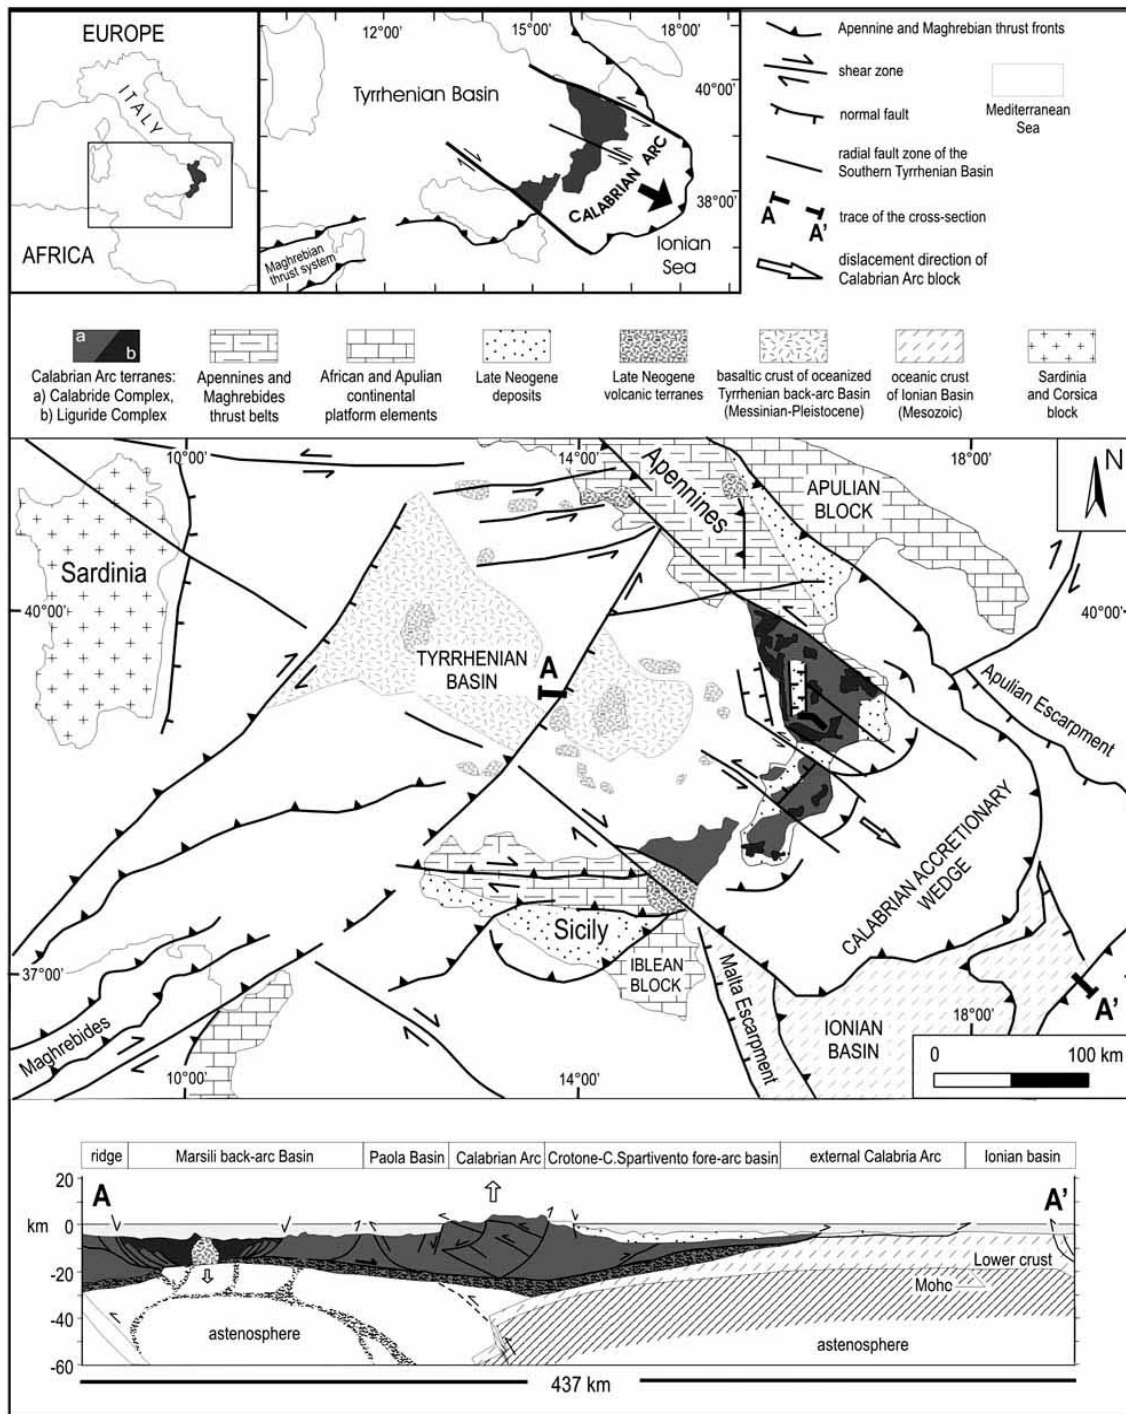 EUROPE
ITALY
AFRICA
12°00'
15°00'
18°00'
Tyrrhenian Basin
40°00'
CALABRIAN ARC
38°00'
Ionian
Sea
Maghrebian
thrust system
Apennine and Maghrebian thrust fronts
shear zone
normal fault
Mediterranean
Sea
radial fault zone of the
Southern Tyrrhenian Basin
A
A'
trace of the cross-section
dislacement direction of
Calabrian Arc block
a
b
Calabrian Arc terranes:
a) Calabride Complex,
b) Liguride Complex
Apennines and
Maghrebides
thrust belts
African and Apulian
continental
platform elements
Late Neogene
deposits
Late Neogene
volcanic terranes
basaltic crust of oceanized
Tyrrhenian back-arc Basin
(Messinian-Pleistocene)
oceanic crust
of Ionian Basin
(Mesozoic)
Sardinia
and Corsica
block
10°00'
14°00'
18°00'
N
Apennines
APULIAN
BLOCK
Sardinia
40°00'
40°00'
TYRRHENIAN
BASIN
A
Apulian Escarpment
CALABRIAN ACCRETIONARY
WEDGE
Sicily
IBLEAN
BLOCK
37°00'
Malta Escarpment
A'
Maghrebides
IONIAN
BASIN
18°00'
0
100 km
10°00'
14°00'
ridge
Marsili back-arc Basin
Paola Basin
Calabrian Arc
Crotone-C.Spartivento fore-arc basin
external Calabria Arc
Ionian basin
20
A
A'
km
0
-20
Lower crust
Mohc
-40
astenosphere
astenosphere
-60
437 km